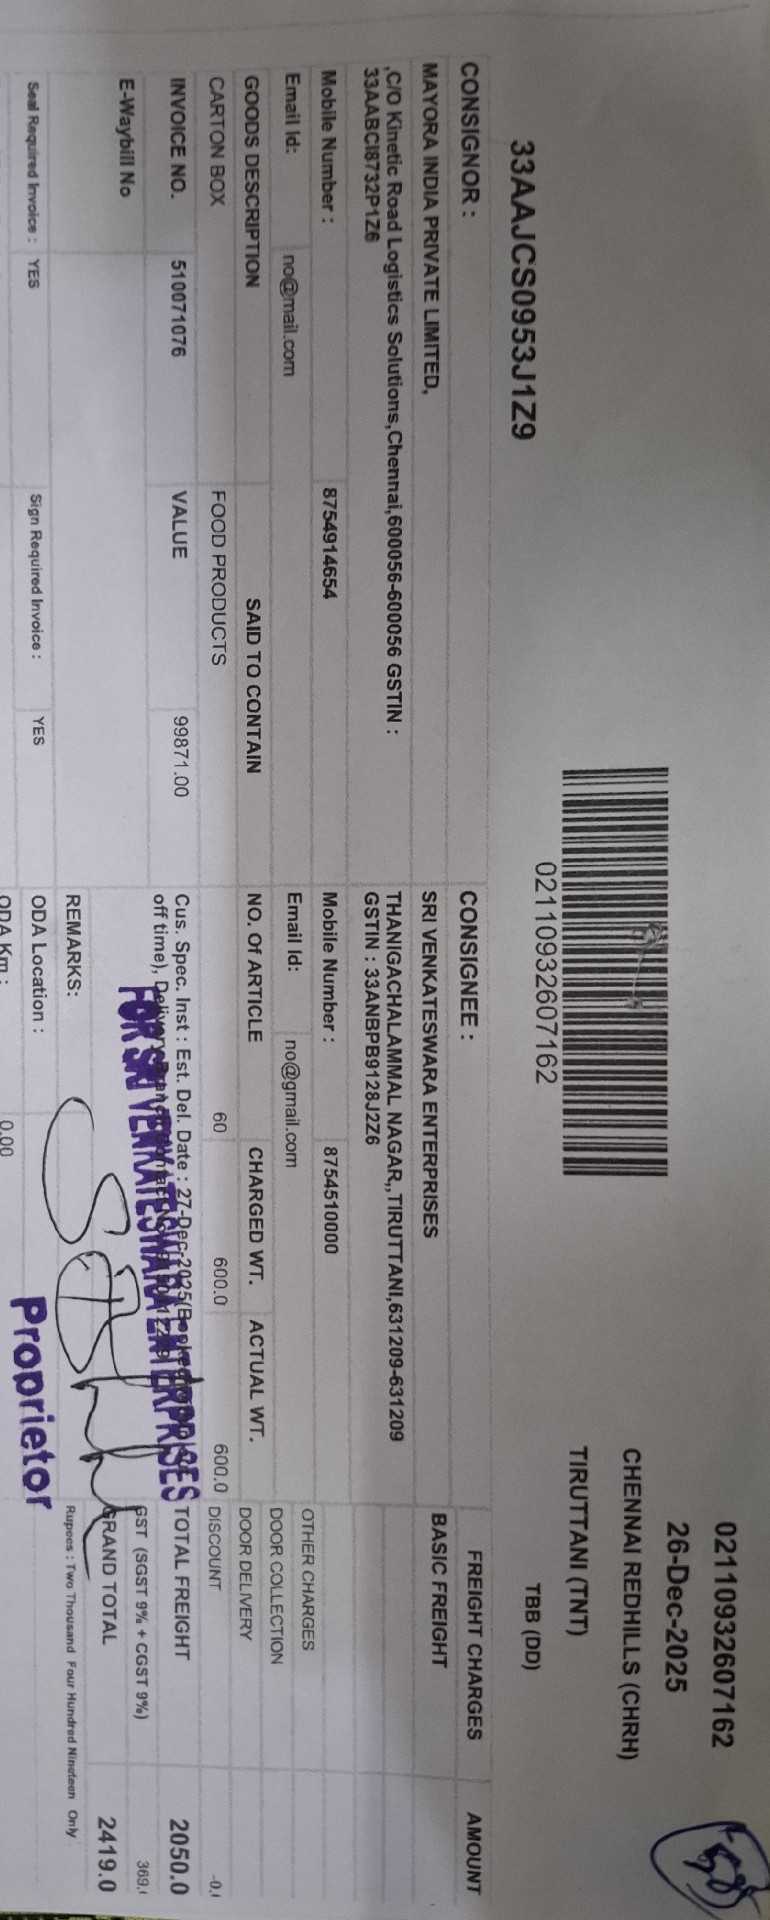 02110932607162
26-Dec-2025
CHENNAI REDHILLS (CHRH)
02110932607162
TIRUTTANI (TNT)
33AAJCS0953J1Z9
TBB (DD)
CONSIGNOR : CONSIGNEE : FREIGHT CHARGES AMOUNT
MAYORA INDIA PRIVATE LIMITED, SRI VENKATESWARA ENTERPRISES BASIC FREIGHT
,C/O Kinetic Road Logistics Solutions,Chennai,600056-600056 GSTIN : THANIGACHALAMMAL NAGAR,,TIRUTTANI,631209-631209
33AABCI8732P1Z6 GSTIN : 33ANBPB9128J2Z6
Mobile Number : 8754914654 Mobile Number : 8754510000 OTHER CHARGES
Email Id: no@mail.com Email Id: no@gmail.com DOOR COLLECTION
GOODS DESCRIPTION SAID TO CONTAIN NO. Of ARTICLE CHARGED WT. ACTUAL WT. DOOR DELIVERY
CARTON BOX FOOD PRODUCTS 60 600.0 600.0 DISCOUNT
INVOICE NO. 510071076 VALUE 99871.00 Cus. Spec. Inst : Est. Del. Date : 27-Dec-2025 TOTAL FREIGHT 2050.0
off time),
GST (SGST 9% + CGST 9%) 369.
E-Waybill No
FOR SRI VENKATESWARA ENTERPRISES
GRAND TOTAL 2419.0
REMARKS: Rupees : Two Thousand Four Hundred Nineteen Only
Seal Required Invoice : YES Sign Required Invoice : YES ODA Location :
Proprietor
ODA Km : 0.00